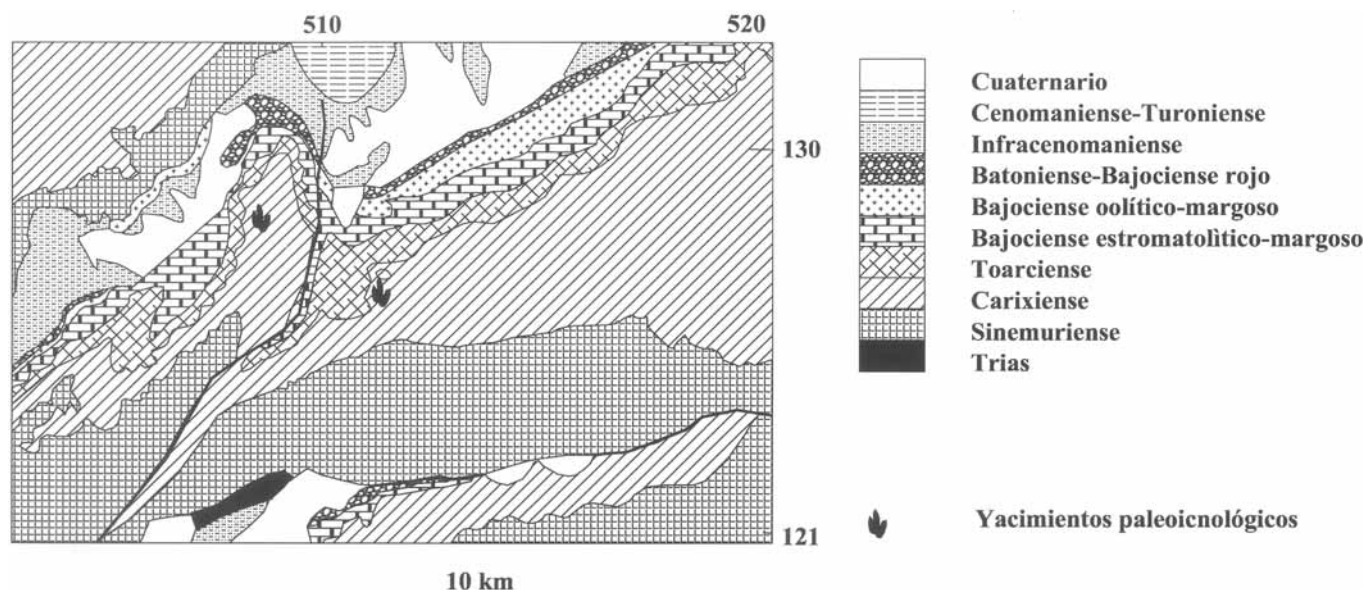 510
520
130
121
10 km
Cuaternario
Cenomaniense-Turoniense
Infracenomaniense
Batoniense-Bajociense rojo
Bajociense oolítico-margoso
Bajociense estromatolìtico-margoso
Toarciense
Carixiense
Sinemuriense
Trias
Yacimientos paleoicnológicos